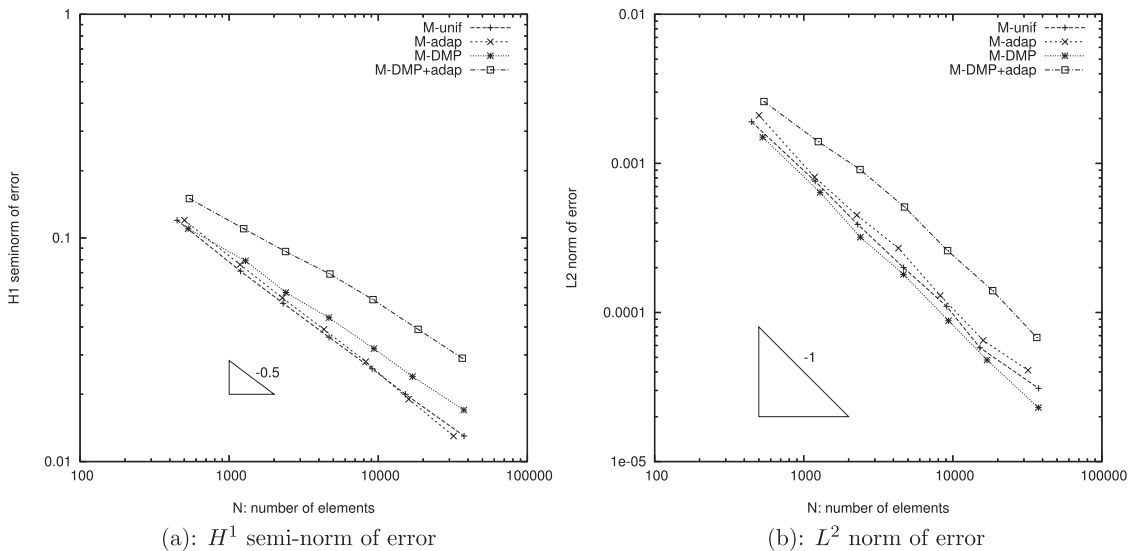 1
0.1
0.01
100
1000
10000
100000
H1 seminorm of error
N: number of elements
M-unif
M-adap
M-DMP
M-DMP+adap
-0.5
(a): H¹ semi-norm of error
0.01
0.001
0.0001
1e-05
100
1000
10000
100000
L2 norm of error
N: number of elements
M-unif
M-adap
M-DMP
M-DMP+adap
-1
(b): L² norm of error